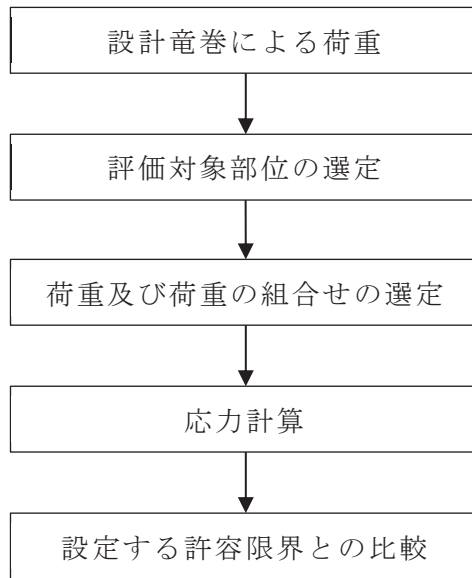 設計竜巻による荷重
評価対象部位の選定
荷重及び荷重の組合せの選定
応力計算
設定する許容限界との比較